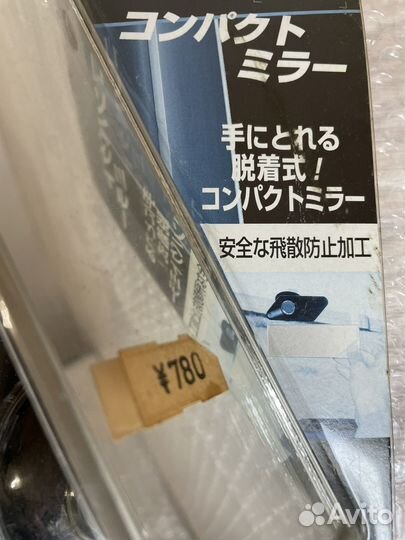 コンパクト
ミラー
手にとれる
脱着式！
コンパクトミラー
安全な飛散防止加工
¥780
Avito